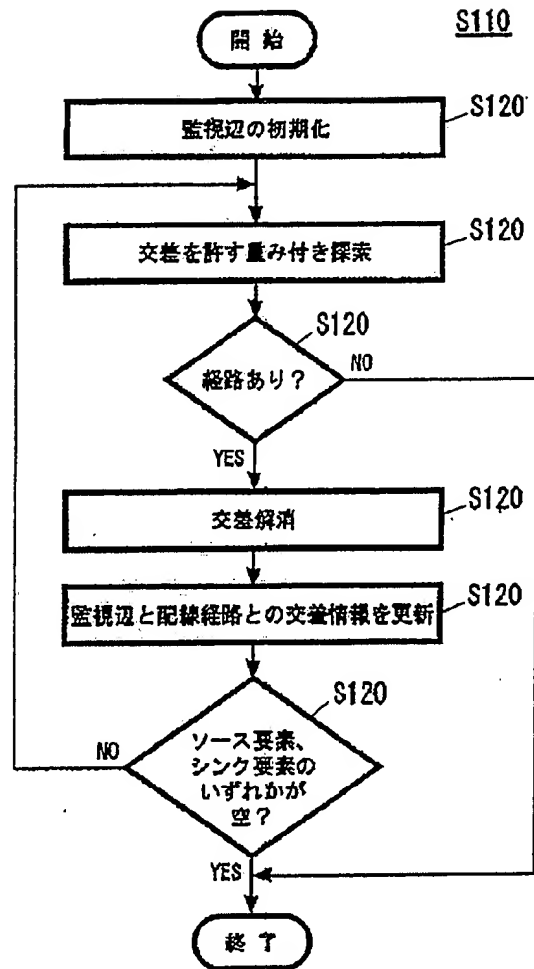 S110
開始
S120
監視辺の初期化
S120
交差を許す重み付き探索
S120
経路あり?
NO
YES
S120
交差解消
S120
監視辺と配線経路との交差情報を更新
S120
ソース要素、
シンク要素の
いずれかが
空?
NO
YES
終了